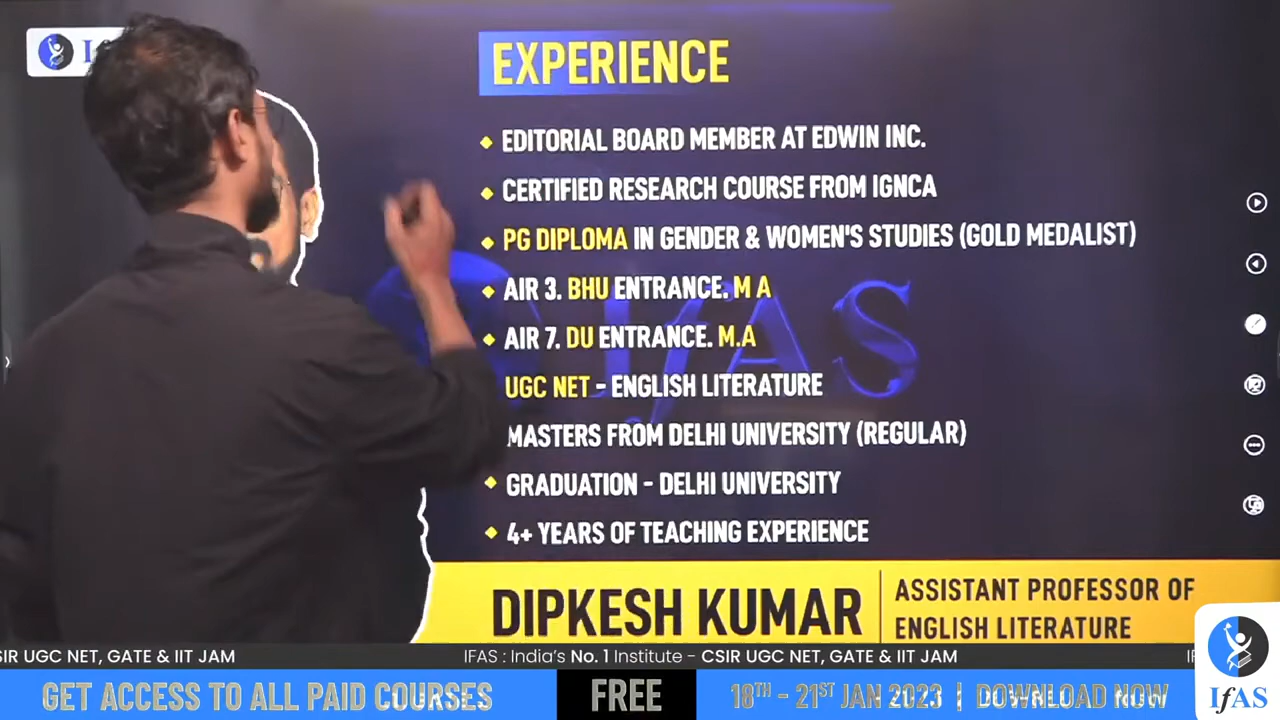 EXPERIENCE
EDITORIAL BOARD MEMBER AT EDWIN INC.
CERTIFIED RESEARCH COURSE FROM IGNCA
PG DIPLOMA IN GENDER & WOMEN'S STUDIES (GOLD MEDALIST)
AIR 3. BHU ENTRANCE. M A
AIR 7. DU ENTRANCE. M.A
IfAS
UGC NET - ENGLISH LITERATURE
MASTERS FROM DELHI UNIVERSITY (REGULAR)
GRADUATION - DELHI UNIVERSITY
4+ YEARS OF TEACHING EXPERIENCE
DIPKESH KUMAR
ASSISTANT PROFESSOR OF
ENGLISH LITERATURE
SIR UGC NET, GATE & IIT JAM IFAS : India's No. 1 Institute - CSIR UGC NET, GATE & IIT JAM
GET ACCESS TO ALL PAID COURSES FREE 18TH - 21ST JAN 2023 | DOWNLOAD NOW
IfAS